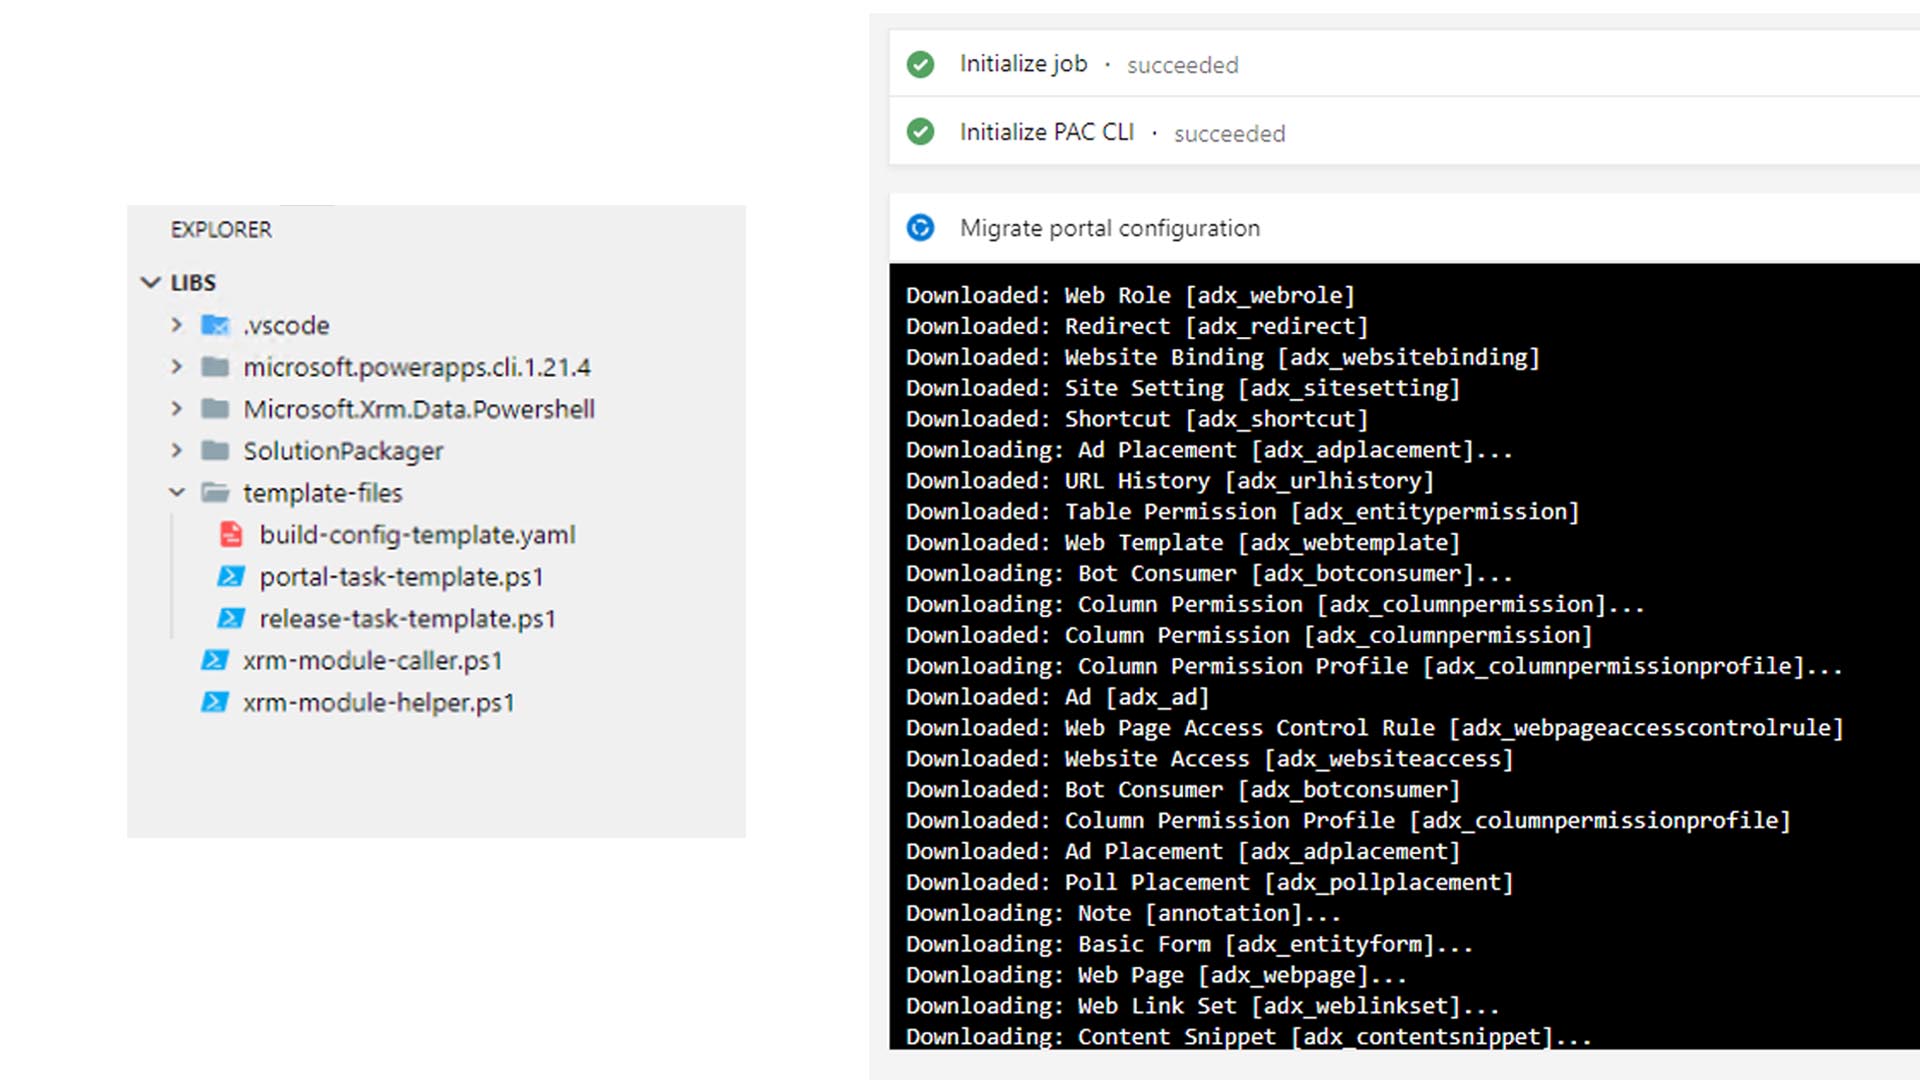 EXPLORER
LIBS
.vscode
microsoft.powerapps.cli.1.21.4
Microsoft.Xrm.Data.Powershell
SolutionPackager
template-files
build-config-template.yaml
portal-task-template.ps1
release-task-template.ps1
xrm-module-caller.ps1
xrm-module-helper.ps1
Initialize job · succeeded
Initialize PAC CLI · succeeded
Migrate portal configuration
Downloaded: Web Role [adx_webrole]
Downloaded: Redirect [adx_redirect]
Downloaded: Website Binding [adx_websitebinding]
Downloaded: Site Setting [adx_sitesetting]
Downloaded: Shortcut [adx_shortcut]
Downloading: Ad Placement [adx_adplacement]...
Downloaded: URL History [adx_urlhistory]
Downloaded: Table Permission [adx_entitypermission]
Downloaded: Web Template [adx_webtemplate]
Downloading: Bot Consumer [adx_botconsumer]...
Downloading: Column Permission [adx_columnpermission]...
Downloaded: Column Permission [adx_columnpermission]
Downloading: Column Permission Profile [adx_columnpermissionprofile]...
Downloaded: Ad [adx_ad]
Downloaded: Web Page Access Control Rule [adx_webpageaccesscontrolrule]
Downloaded: Website Access [adx_websiteaccess]
Downloaded: Bot Consumer [adx_botconsumer]
Downloaded: Column Permission Profile [adx_columnpermissionprofile]
Downloaded: Ad Placement [adx_adplacement]
Downloaded: Poll Placement [adx_pollplacement]
Downloading: Note [annotation]...
Downloading: Basic Form [adx_entityform]...
Downloading: Web Page [adx_webpage]...
Downloading: Web Link Set [adx_weblinkset]...
Downloading: Content Snippet [adx_contentsnippet]...